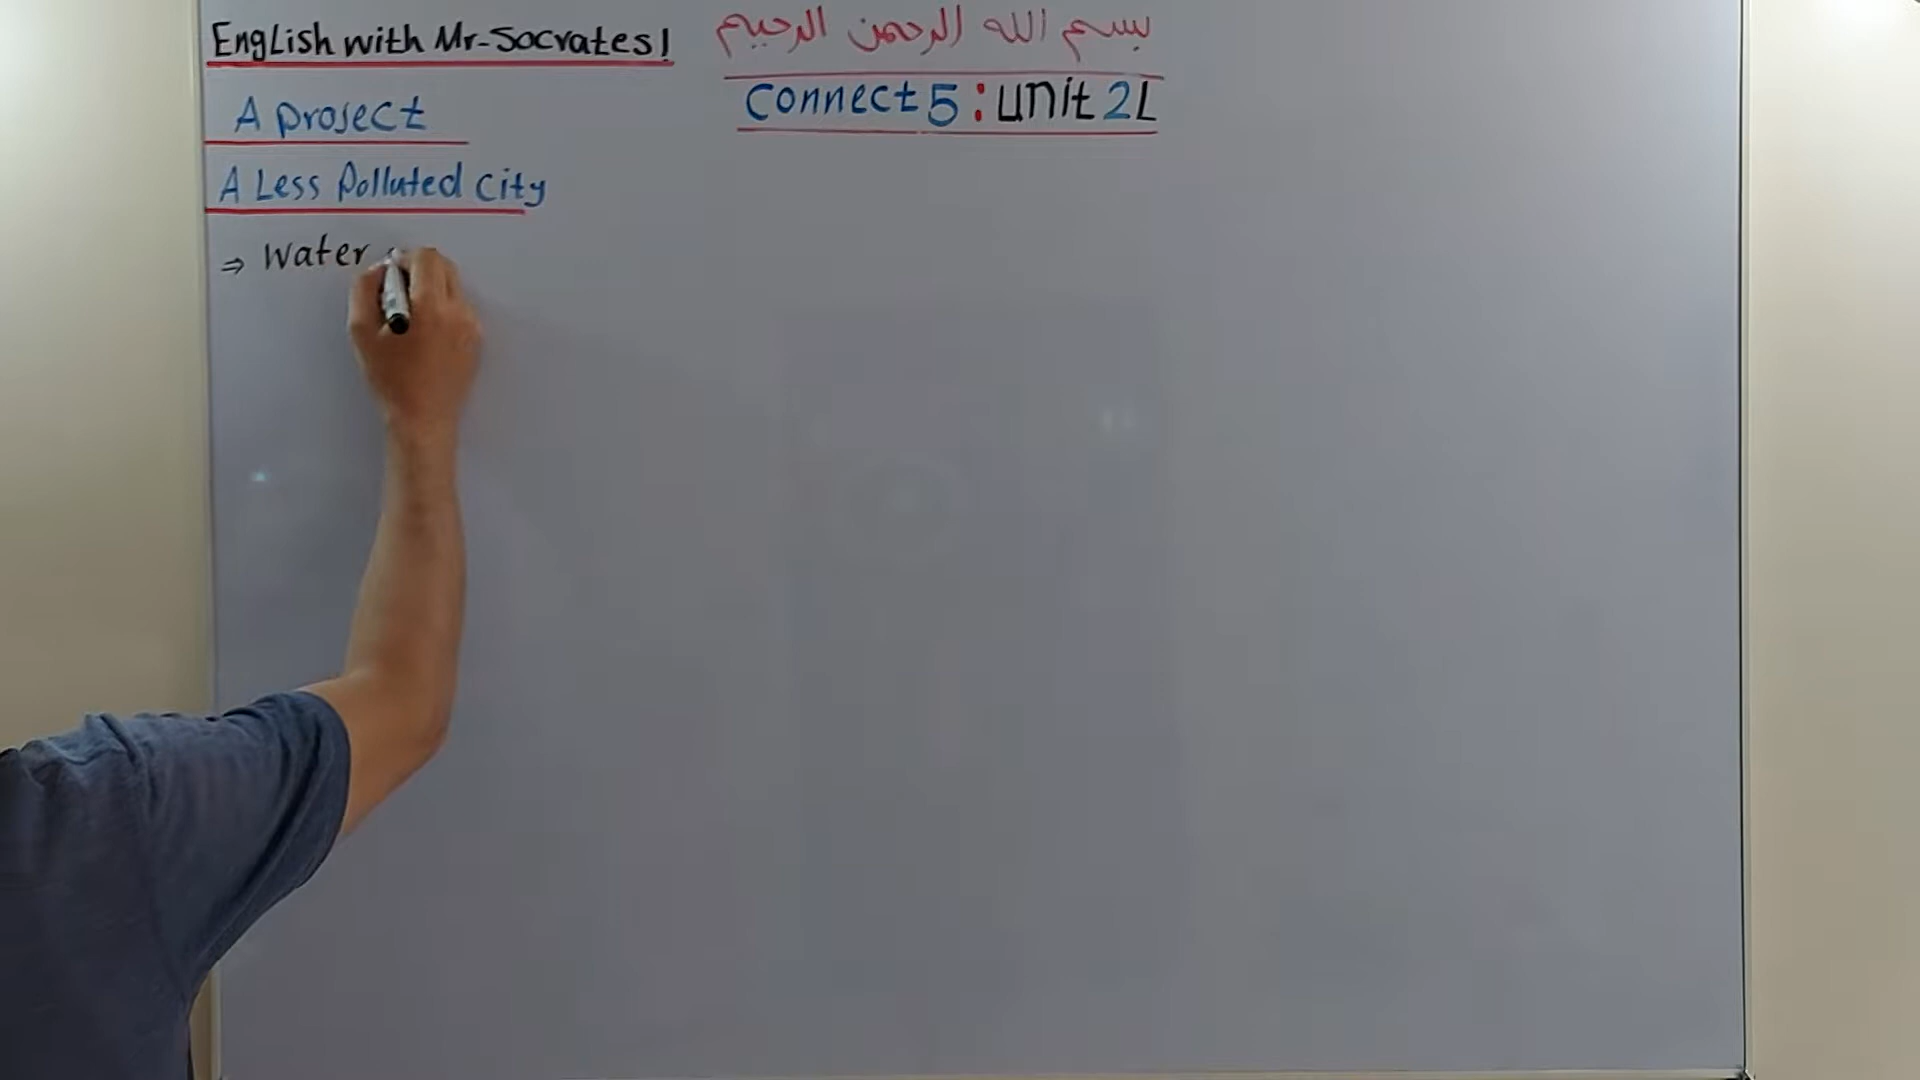 English with Mr-Socrates!
بسم الله الرحمن الرحيم
Connect 5 : unit 2L
A project
A Less Polluted city
⇒ water